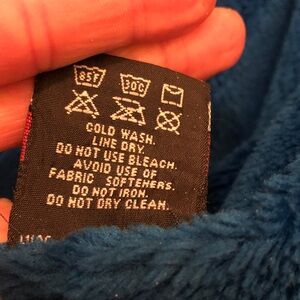 85F 30C
COLD WASH.
LINE DRY.
DO NOT USE BLEACH.
AVOID USE OF
FABRIC SOFTENERS.
DO NOT IRON.
DO NOT DRY CLEAN.